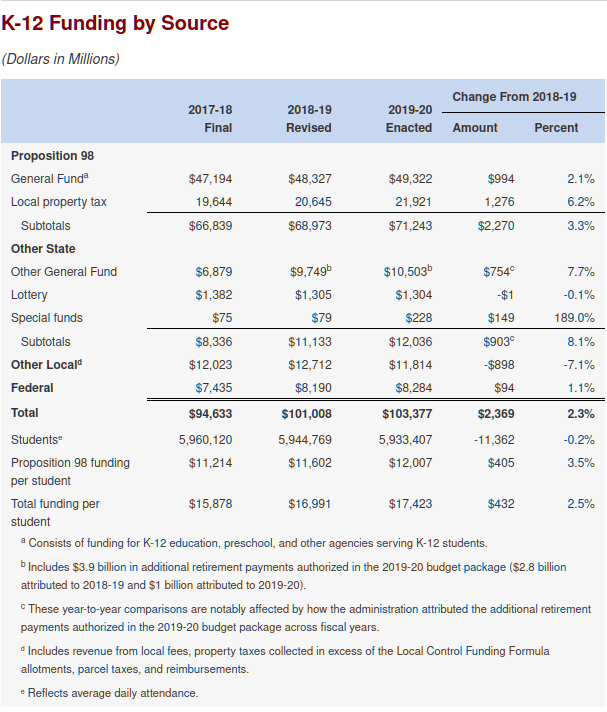 K-12 Funding by Source
(Dollars in Millions)
Change From 2018-19
2017-18 2018-19 2019-20
Final Revised Enacted Amount Percent
Proposition 98
General Fundᵃ $47,194 $48,327 $49,322 $994 2.1%
Local property tax 19,644 20,645 21,921 1,276 6.2%
Subtotals $66,839 $68,973 $71,243 $2,270 3.3%
Other State
Other General Fund $6,879 $9,749ᵇ $10,503ᵇ $754ᶜ 7.7%
Lottery $1,382 $1,305 $1,304 -$1 -0.1%
Special funds $75 $79 $228 $149 189.0%
Subtotals $8,336 $11,133 $12,036 $903ᶜ 8.1%
Other Localᵈ $12,023 $12,712 $11,814 -$898 -7.1%
Federal $7,435 $8,190 $8,284 $94 1.1%
Total $94,633 $101,008 $103,377 $2,369 2.3%
Studentsᵉ 5,960,120 5,944,769 5,933,407 -11,362 -0.2%
Proposition 98 funding $11,214 $11,602 $12,007 $405 3.5%
per student
Total funding per $15,878 $16,991 $17,423 $432 2.5%
student
ᵃ Consists of funding for K-12 education, preschool, and other agencies serving K-12 students.
ᵇ Includes $3.9 billion in additional retirement payments authorized in the 2019-20 budget package ($2.8 billion
attributed to 2018-19 and $1 billion attributed to 2019-20).
ᶜ These year-to-year comparisons are notably affected by how the administration attributed the additional retirement
payments authorized in the 2019-20 budget package across fiscal years.
ᵈ Includes revenue from local fees, property taxes collected in excess of the Local Control Funding Formula
allotments, parcel taxes, and reimbursements.
ᵉ Reflects average daily attendance.